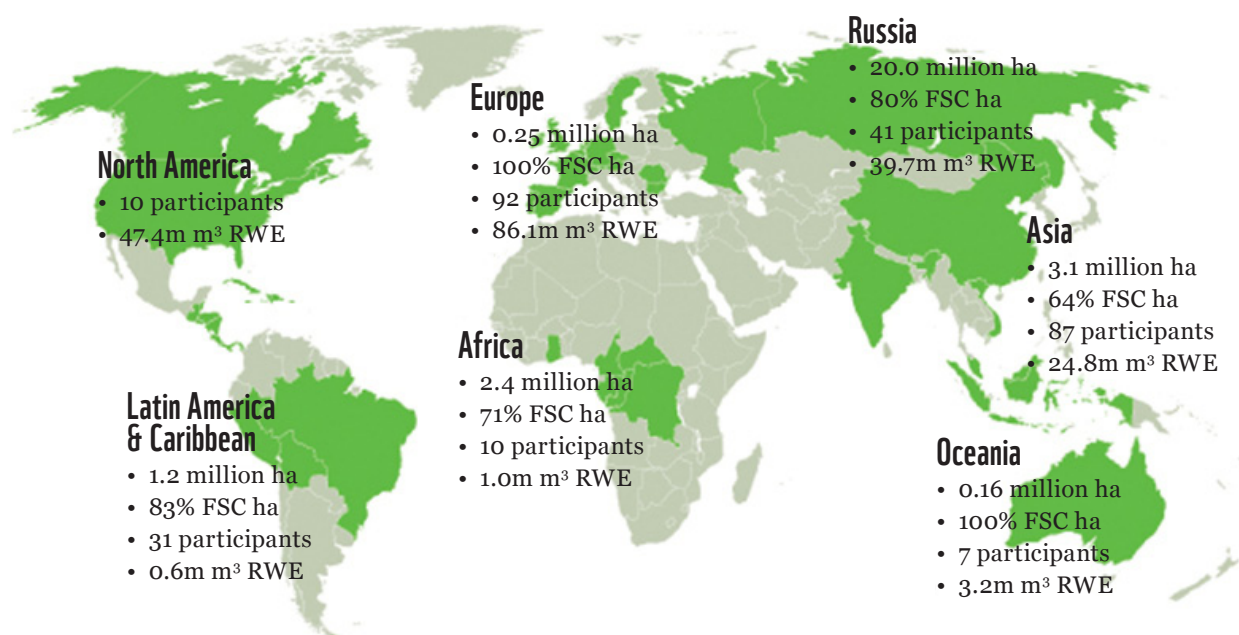 North America
• 10 participants
• 47.4m m³ RWE
Latin America
& Caribbean
• 1.2 million ha
• 83% FSC ha
• 31 participants
• 0.6m m³ RWE
Europe
• 0.25 million ha
• 100% FSC ha
• 92 participants
• 86.1m m³ RWE
Africa
• 2.4 million ha
• 71% FSC ha
• 10 participants
• 1.0m m³ RWE
Russia
• 20.0 million ha
• 80% FSC ha
• 41 participants
• 39.7m m³ RWE
Asia
• 3.1 million ha
• 64% FSC ha
• 87 participants
• 24.8m m³ RWE
Oceania
• 0.16 million ha
• 100% FSC ha
• 7 participants
• 3.2m m³ RWE